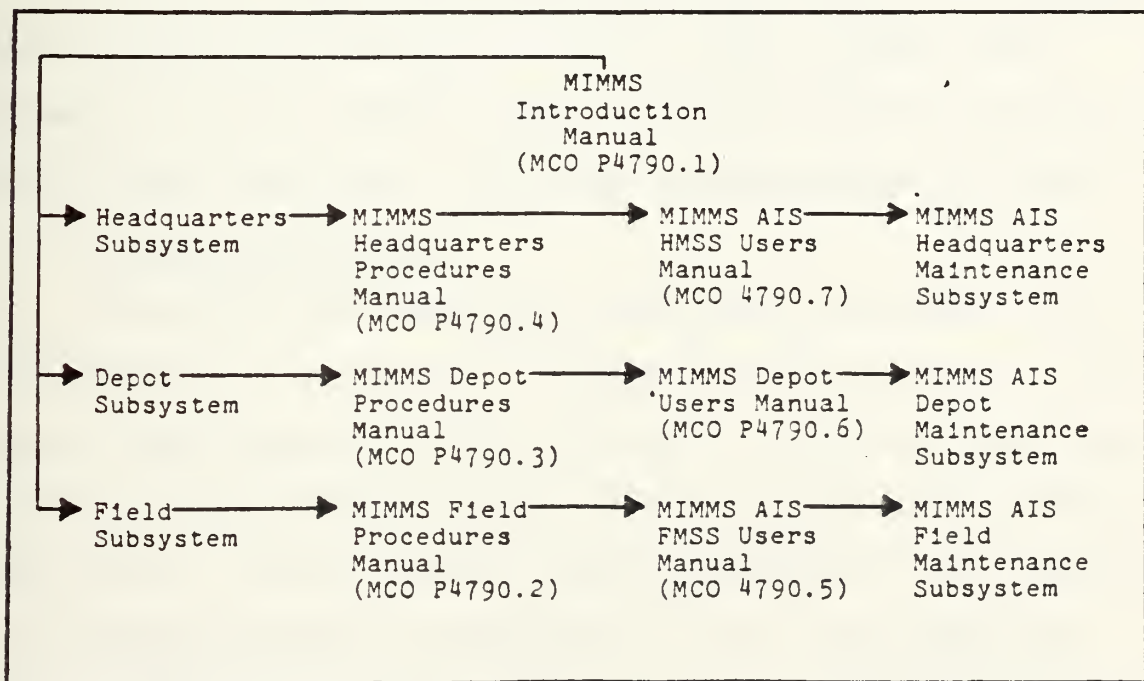 MIMMS
Introduction
Manual
(MCO P4790.1)
Headquarters
Subsystem
MIMMS
Headquarters
Procedures
Manual
(MCO P4790.4)
MIMMS AIS
HMSS Users
Manual
(MCO 4790.7)
MIMMS AIS
Headquarters
Maintenance
Subsystem
Depot
Subsystem
MIMMS Depot
Procedures
Manual
(MCO P4790.3)
MIMMS Depot
Users Manual
(MCO P4790.6)
MIMMS AIS
Depot
Maintenance
Subsystem
Field
Subsystem
MIMMS Field
Procedures
Manual
(MCO P4790.2)
MIMMS AIS
FMSS Users
Manual
(MCO 4790.5)
MIMMS AIS
Field
Maintenance
Subsystem